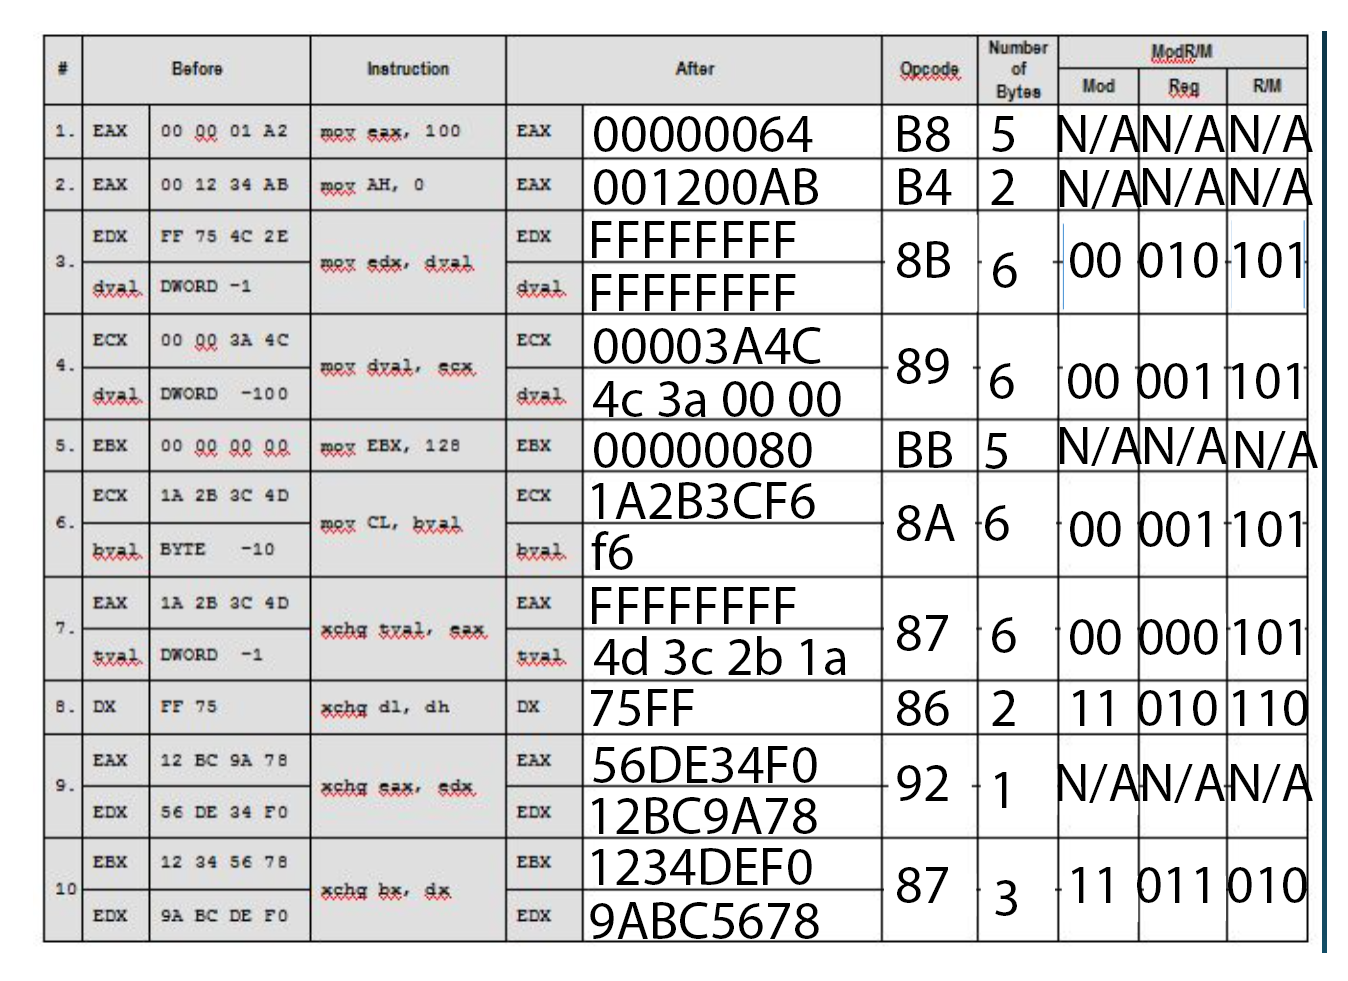 # Before Instruction After Opcode Number of Bytes ModR/M
Mod Reg R/M
1. EAX 00 00 01 A2 mov eax, 100 EAX 00000064 B8 5 N/A N/A N/A
2. EAX 00 12 34 AB mov AH, 0 EAX 001200AB B4 2 N/A N/A N/A
3. EDX FF 75 4C 2E mov edx, dval EDX FFFFFFFF 8B 6 00 010 101
dval DWORD -1 dval FFFFFFFF
4. ECX 00 00 3A 4C mov dval, ecx ECX 00003A4C 89 6 00 001 101
dval DWORD -100 dval 4c 3a 00 00
5. EBX 00 00 00 00 mov EBX, 128 EBX 00000080 BB 5 N/A N/A N/A
6. ECX 1A 2B 3C 4D mov CL, bval ECX 1A2B3CF6 8A 6 00 001 101
bval BYTE -10 bval f6
7. EAX 1A 2B 3C 4D xchg tval, eax EAX FFFFFFFF 87 6 00 000 101
tval DWORD -1 tval 4d 3c 2b 1a
8. DX FF 75 xchg dl, dh DX 75FF 86 2 11 010 110
9. EAX 12 BC 9A 78 xchg eax, edx EAX 56DE34F0 92 1 N/A N/A N/A
EDX 56 DE 34 F0 EDX 12BC9A78
10 EBX 12 34 56 78 xchg bx, dx EBX 1234DEF0 87 3 11 011 010
EDX 9A BC DE F0 EDX 9ABC5678